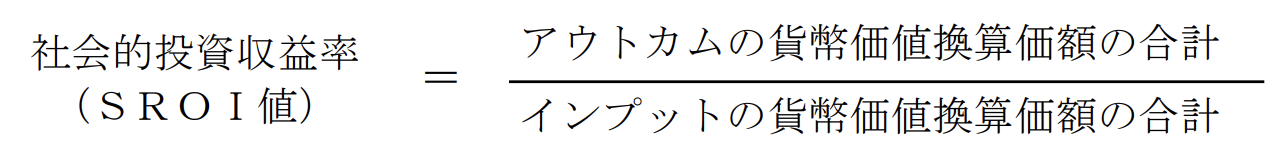 社会的投資収益率
（ＳＲＯＩ値）
＝
アウトカムの貨幣価値換算価額の合計
インプットの貨幣価値換算価額の合計